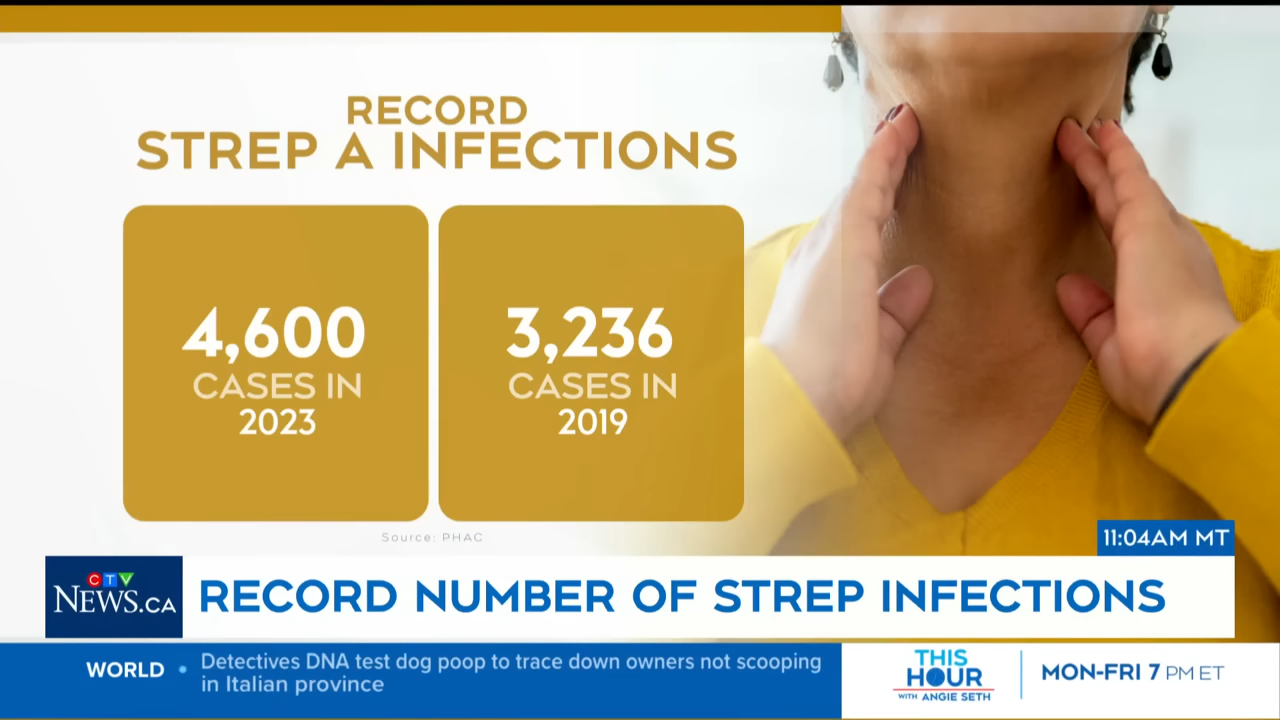 RECORD
STREP A INFECTIONS
4,600
CASES IN
2023
3,236
CASES IN
2019
Source: PHAC
11:04AM MT
CTV
NEWS.CA
RECORD NUMBER OF STREP INFECTIONS
WORLD • Detectives DNA test dog poop to trace down owners not scooping
in Italian province
THIS
HOUR
WITH ANGIE SETH
MON-FRI 7 PM ET